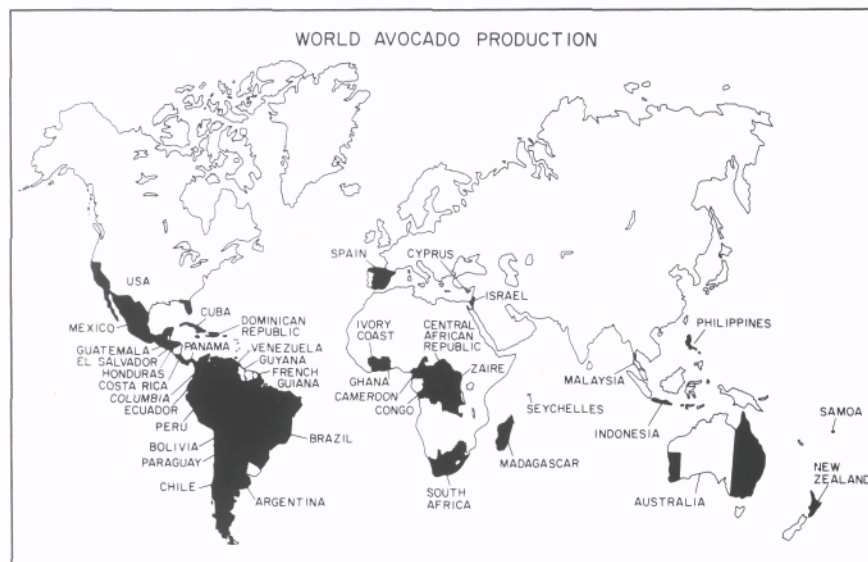 WORLD AVOCADO PRODUCTION
SPAIN
CYPRUS
USA
ISRAEL
CUBA
DOMINICAN
REPUBLIC
MEXICO
IVORY
COAST
CENTRAL
AFRICAN
REPUBLIC
PHILIPPINES
GUATEMALA
PANAMA
VENEZUELA
EL SALVADOR
GUYANA
HONDURAS
FRENCH
GUIANA
COSTA RICA
COLUMBIA
ECUADOR
PERU
GHANA
ZAIRE
CAMEROON
CONGO
MALAYSIA
SEYCHELLES
INDONESIA
SAMOA
BOLIVIA
BRAZIL
PARAGUAY
MADAGASCAR
CHILE
ARGENTINA
SOUTH
AFRICA
AUSTRALIA
NEW
ZEALAND